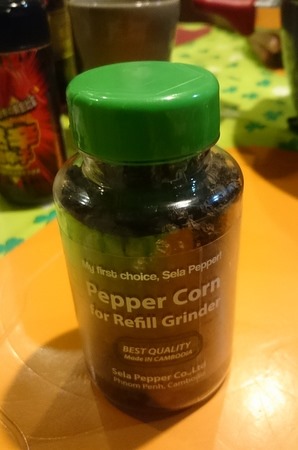 My first choice, Sela Pepper!
Pepper Corn
for Refill Grinder
BEST QUALITY
Made IN CAMBODIA
Sela Pepper Co.,Ltd
Phnom Penh, Cambodia